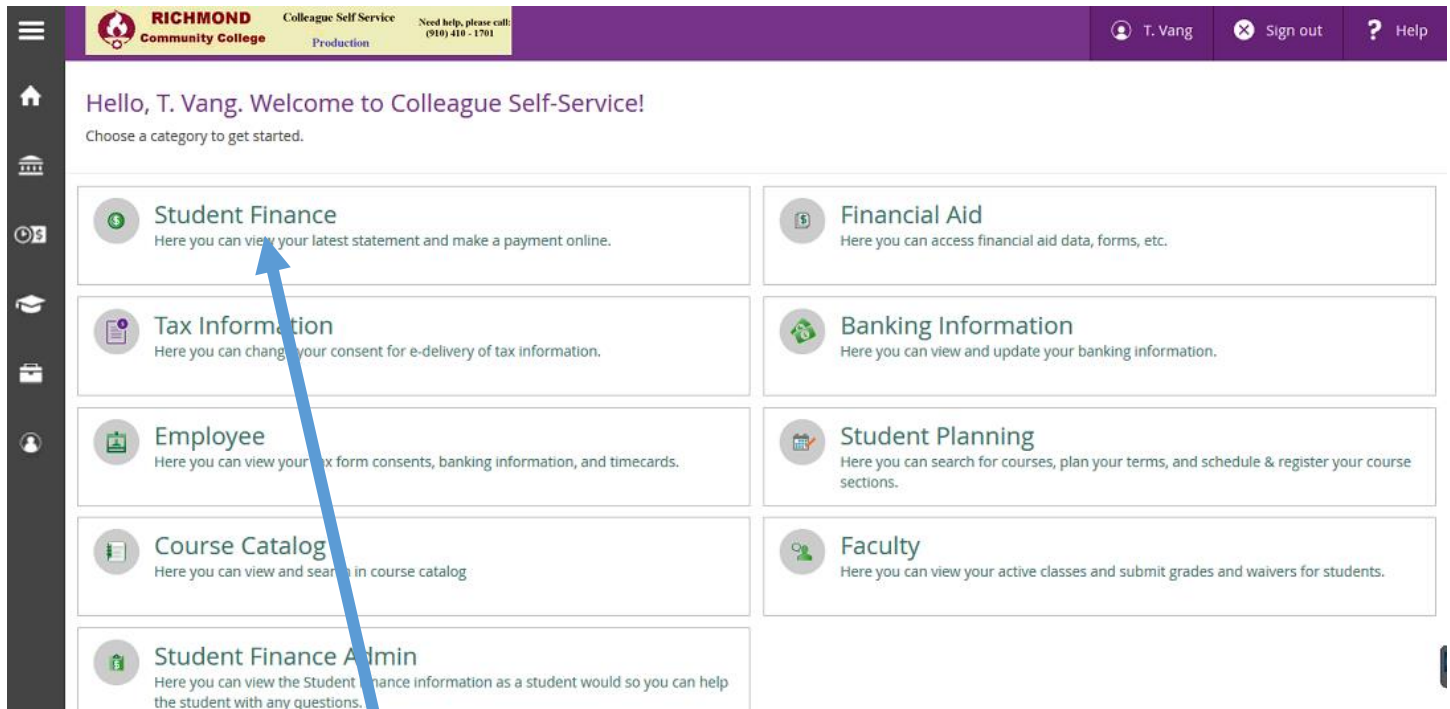 RICHMOND
Community College
Colleague Self Service
Production
Need help, please call:
(910) 410 - 1701
T. Vang
Sign out
? Help
Hello, T. Vang. Welcome to Colleague Self-Service!
Choose a category to get started.
Student Finance
Here you can view your latest statement and make a payment online.
Financial Aid
Here you can access financial aid data, forms, etc.
Tax Information
Here you can change your consent for e-delivery of tax information.
Banking Information
Here you can view and update your banking information.
Employee
Here you can view your tax form consents, banking information, and timecards.
Student Planning
Here you can search for courses, plan your terms, and schedule & register your course
sections.
Course Catalog
Here you can view and search in course catalog
Faculty
Here you can view your active classes and submit grades and waivers for students.
Student Finance Admin
Here you can view the Student Finance information as a student would so you can help
the student with any questions.